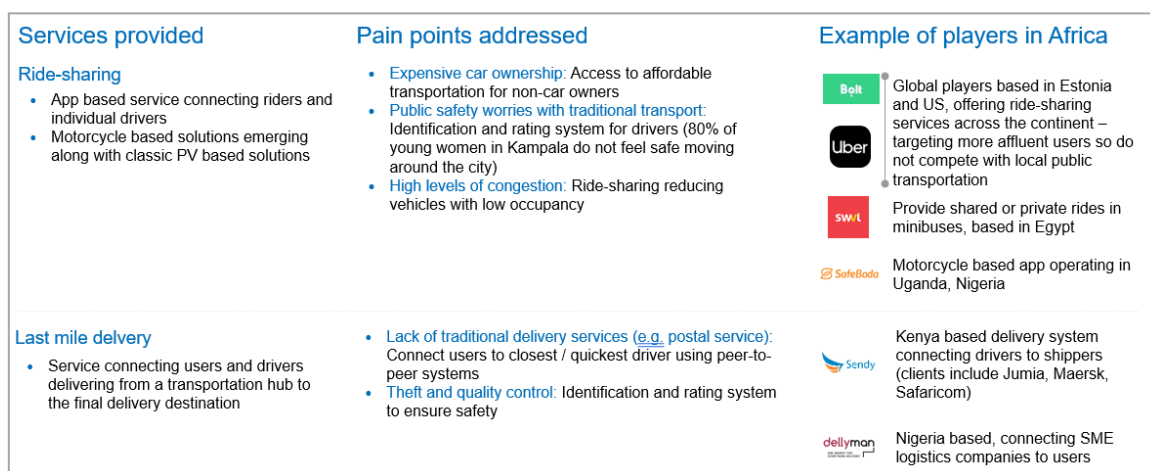 Services provided
Pain points addressed
Example of players in Africa
Ride-sharing
• App based service connecting riders and
individual drivers
• Motorcycle based solutions emerging
along with classic PV based solutions
• Expensive car ownership: Access to affordable
transportation for non-car owners
• Public safety worries with traditional transport:
Identification and rating system for drivers (80% of
young women in Kampala do not feel safe moving
around the city)
• High levels of congestion: Ride-sharing reducing
vehicles with low occupancy
Bolt
Uber
Global players based in Estonia
and US, offering ride-sharing
services across the continent –
targeting more affluent users so do
not compete with local public
transportation
SWVL
Provide shared or private rides in
minibuses, based in Egypt
SafeBoda
Motorcycle based app operating in
Uganda, Nigeria
Last mile delivery
• Service connecting users and drivers
delivering from a transportation hub to
the final delivery destination
• Lack of traditional delivery services (e.g. postal service):
Connect users to closest / quickest driver using peer-to-
peer systems
• Theft and quality control: Identification and rating system
to ensure safety
Sendy
Kenya based delivery system
connecting drivers to shippers
(clients include Jumia, Maersk,
Safaricom)
dellyman
Nigeria based, connecting SME
logistics companies to users